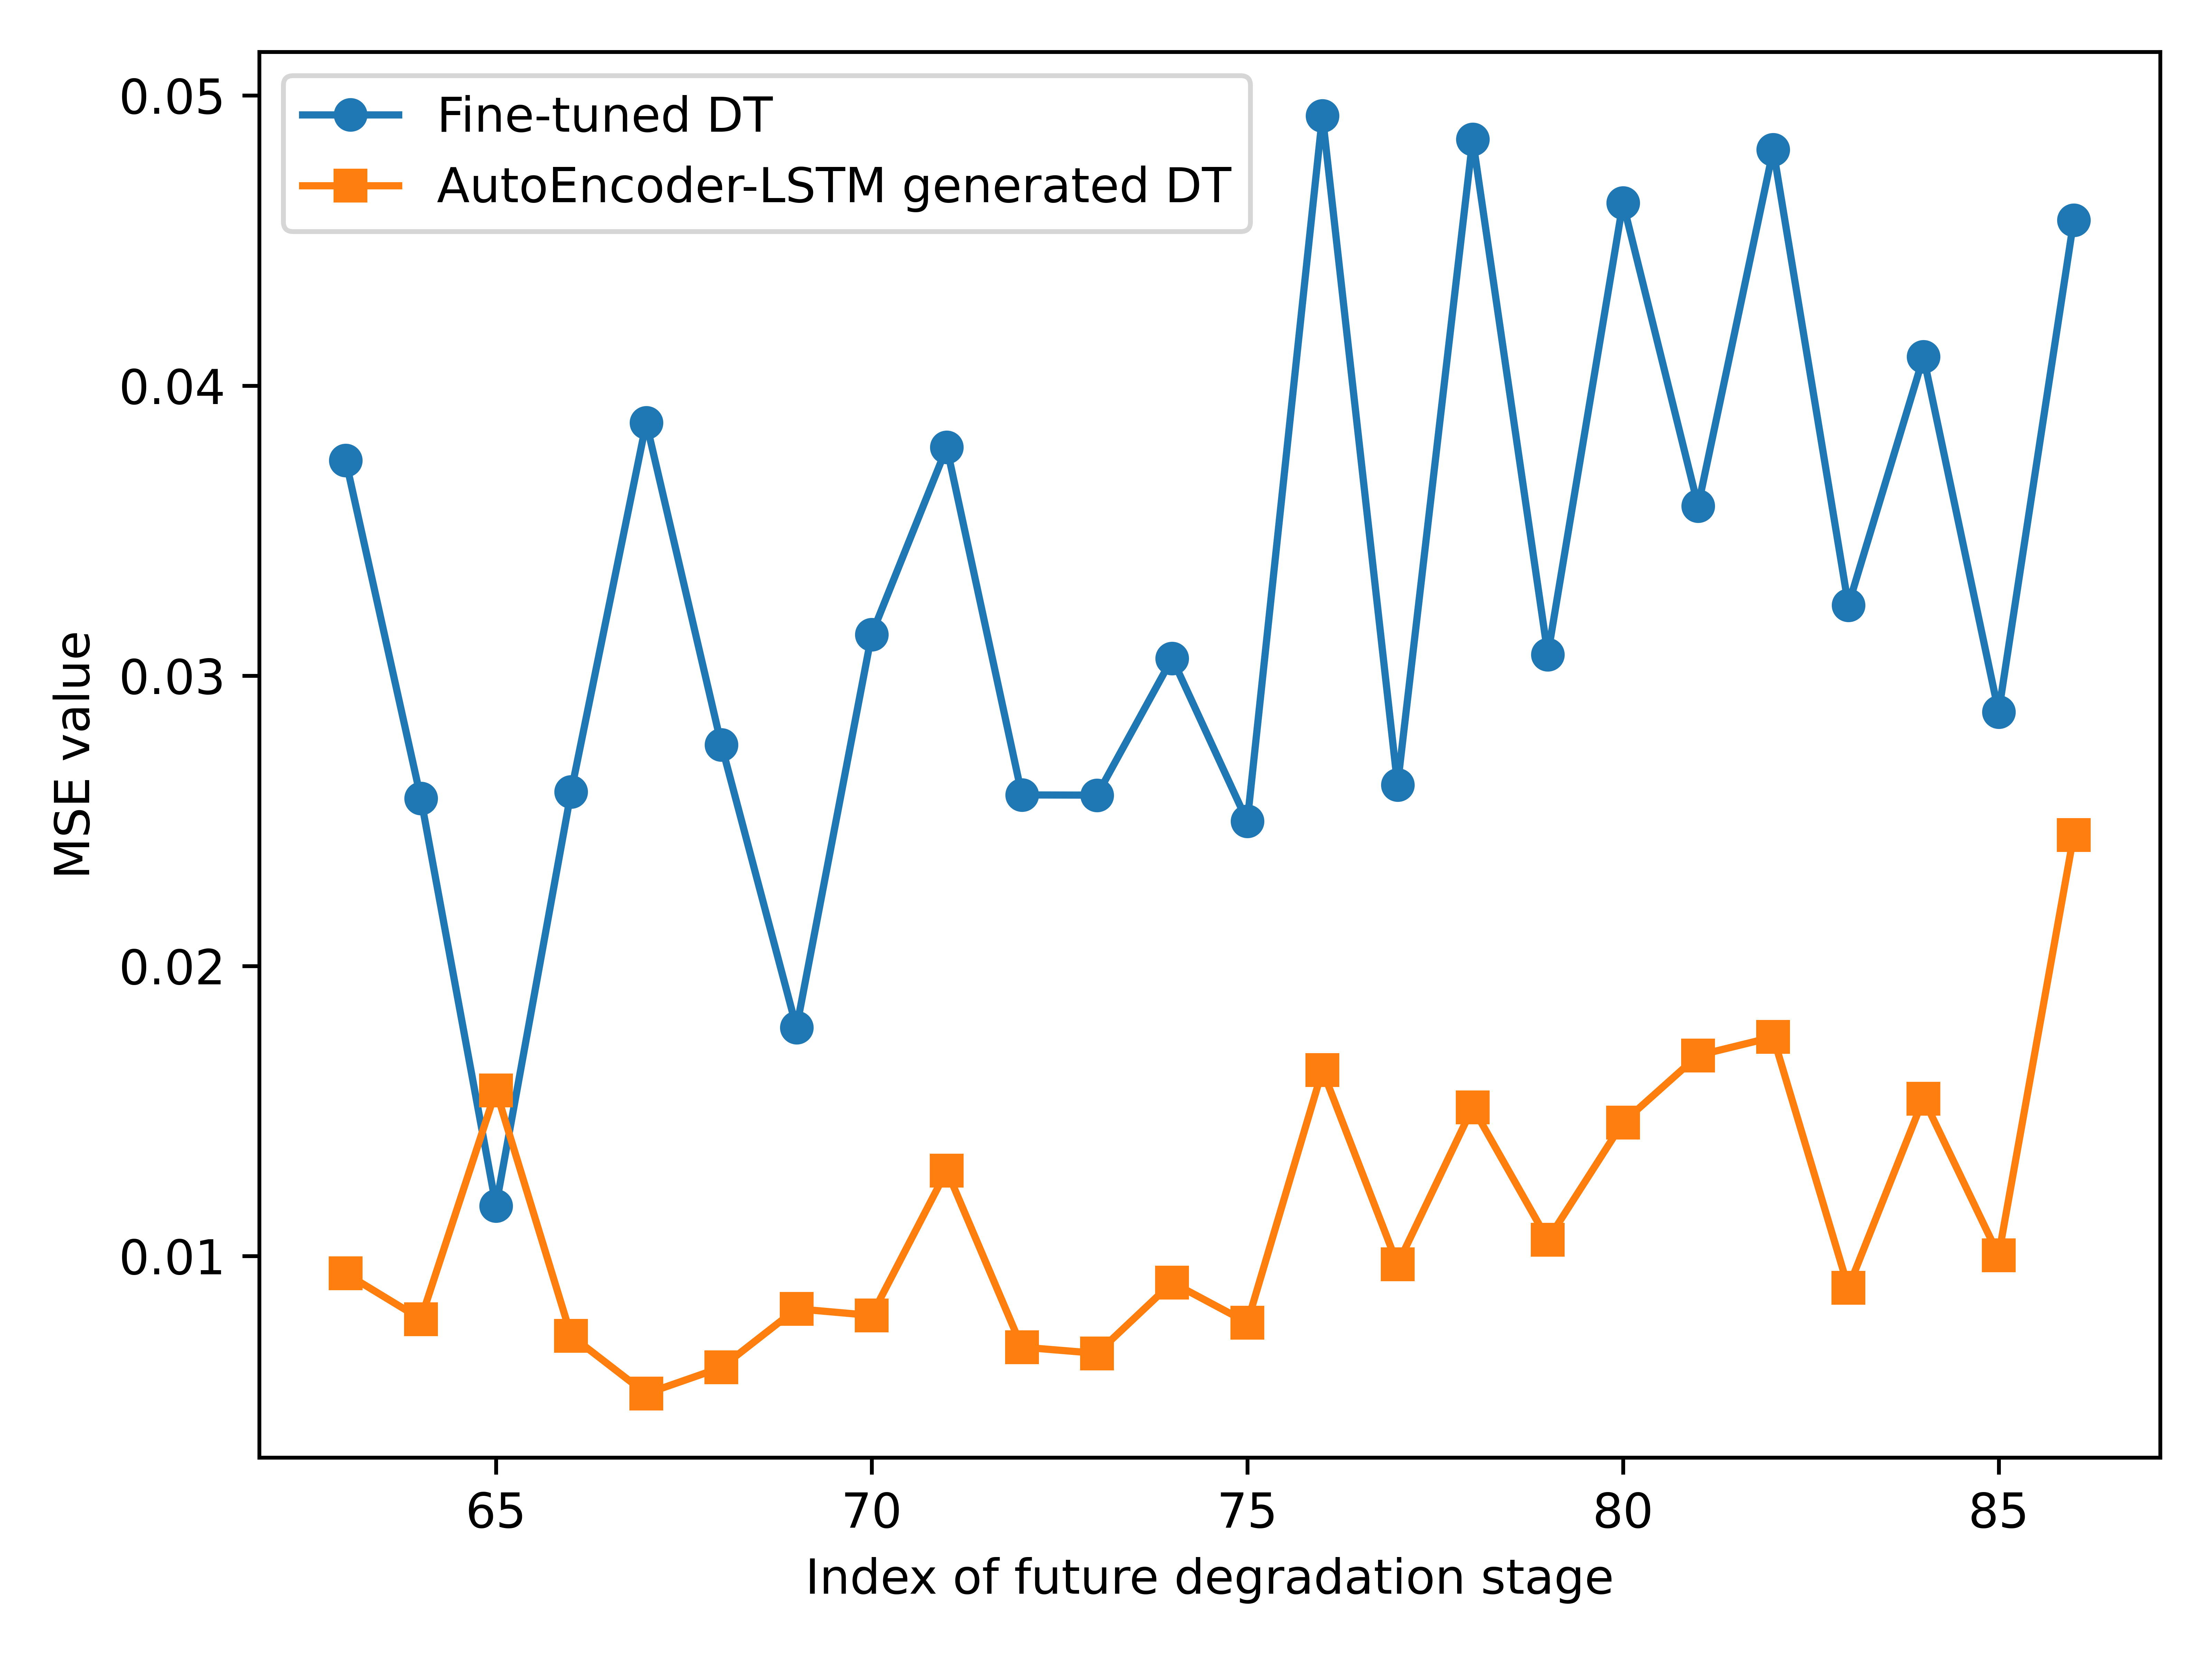 Fine-tuned DT
AutoEncoder-LSTM generated DT
0.05
0.04
0.03
0.02
0.01
MSE value
65 70 75 80 85
Index of future degradation stage